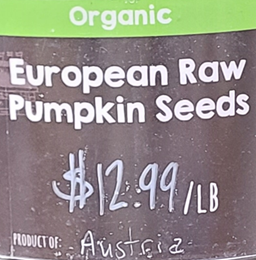 Organic
European Raw
Pumpkin Seeds
$12.99/LB
PRODUCT OF: Austria